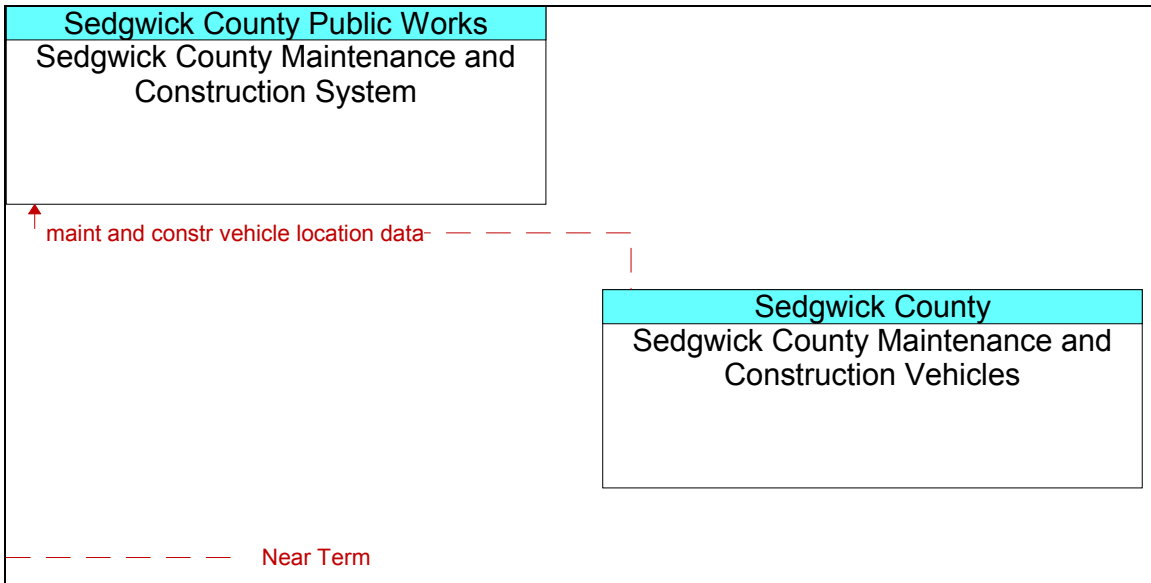 Sedgwick County Public Works
Sedgwick County Maintenance and
Construction System
maint and constr vehicle location data
Sedgwick County
Sedgwick County Maintenance and
Construction Vehicles
Near Term